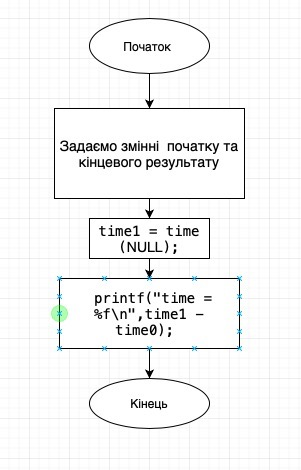 Початок
Задаємо змінні початку та
кінцевого результату
time1 = time
(NULL);
printf("time =
%f\n",time1 −
time0);
Кінець